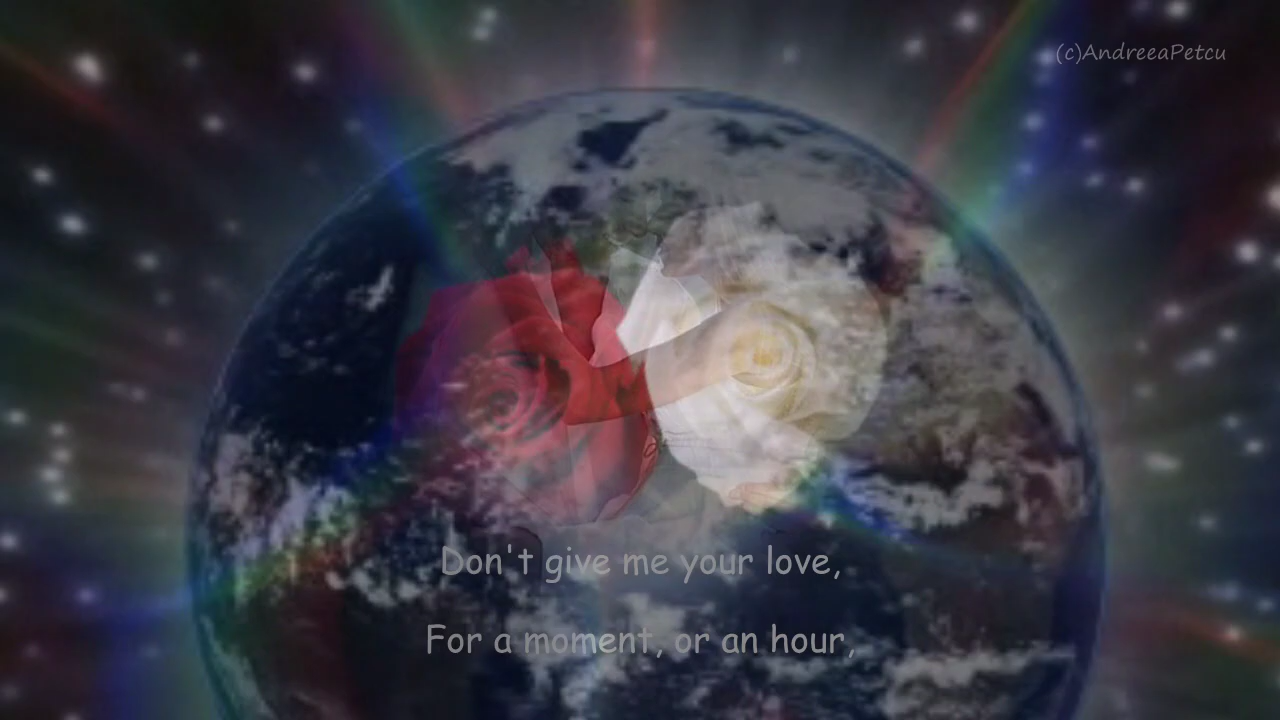 (c)AndreeaPetcu
Don't give me your love,
For a moment, or an hour,